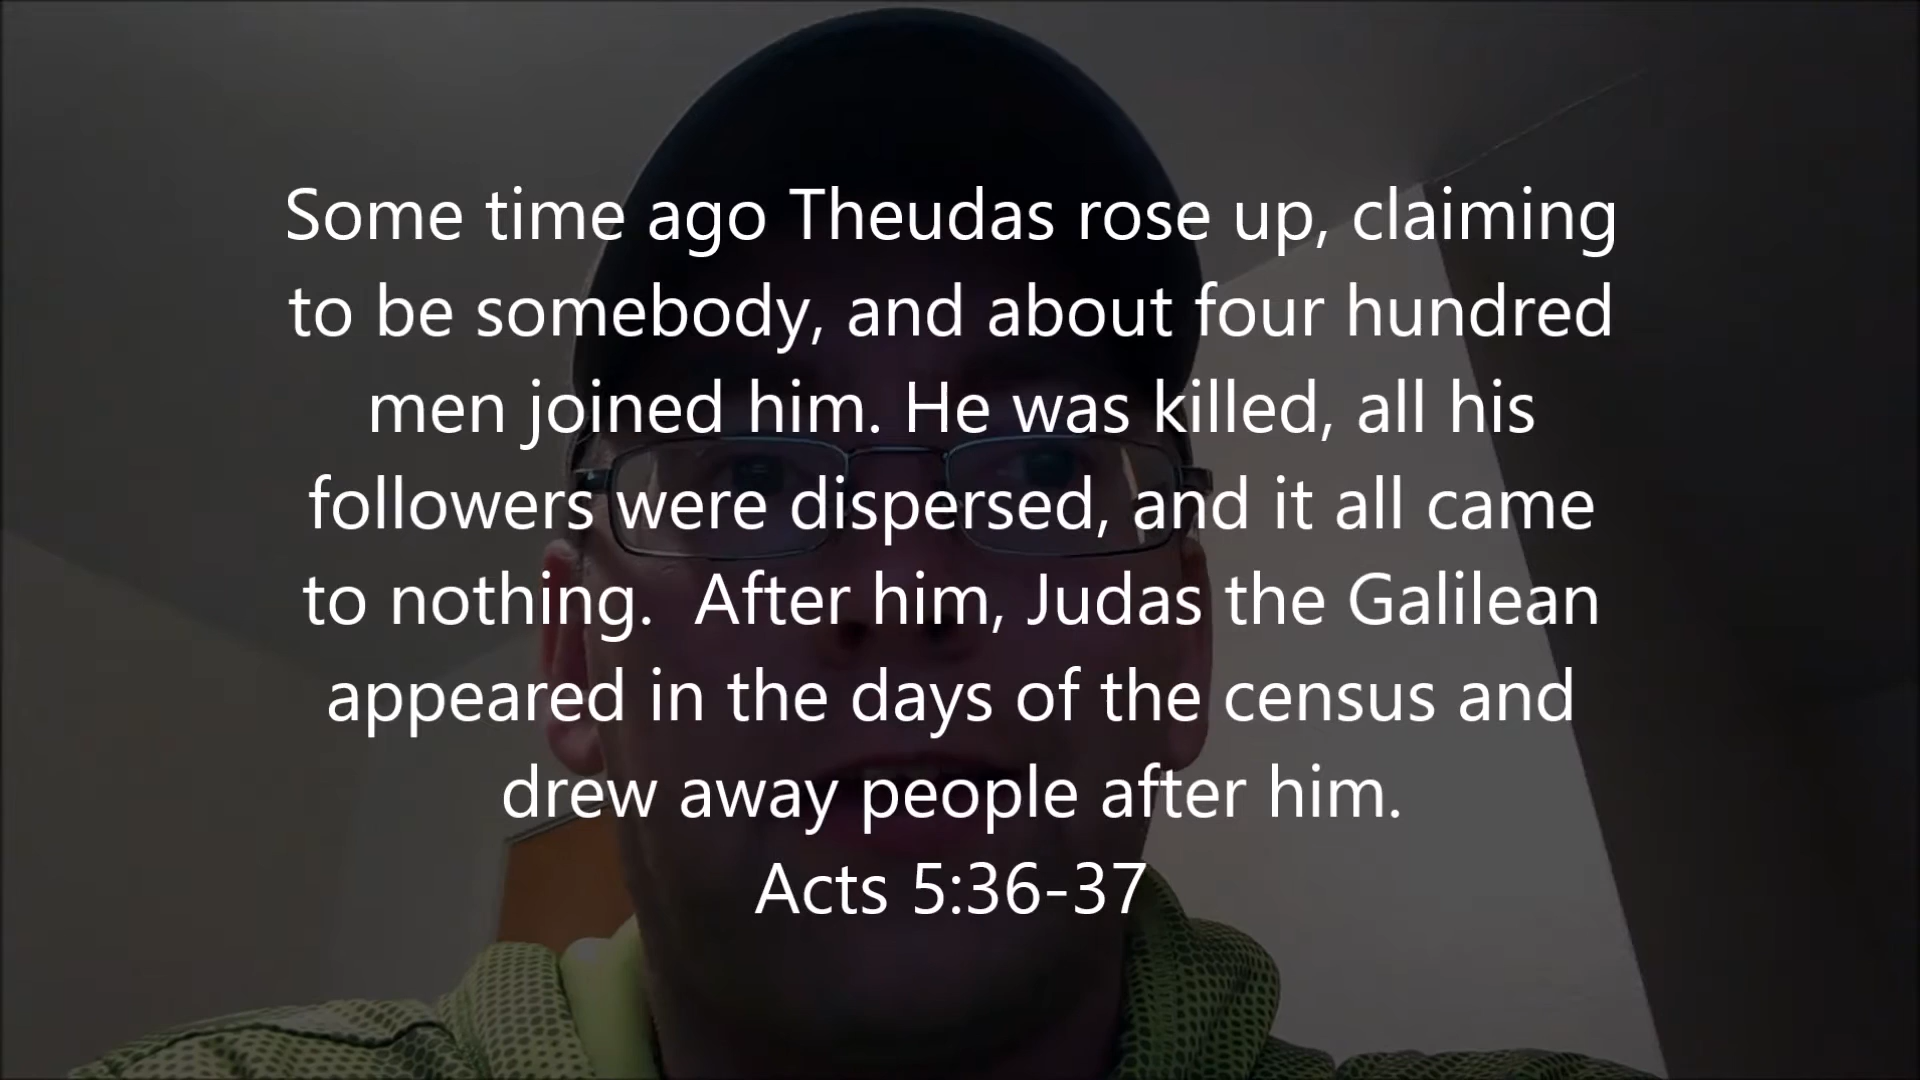 Some time ago Theudas rose up, claiming
to be somebody, and about four hundred
men joined him. He was killed, all his
followers were dispersed, and it all came
to nothing.  After him, Judas the Galilean
appeared in the days of the census and
drew away people after him.
Acts 5:36-37